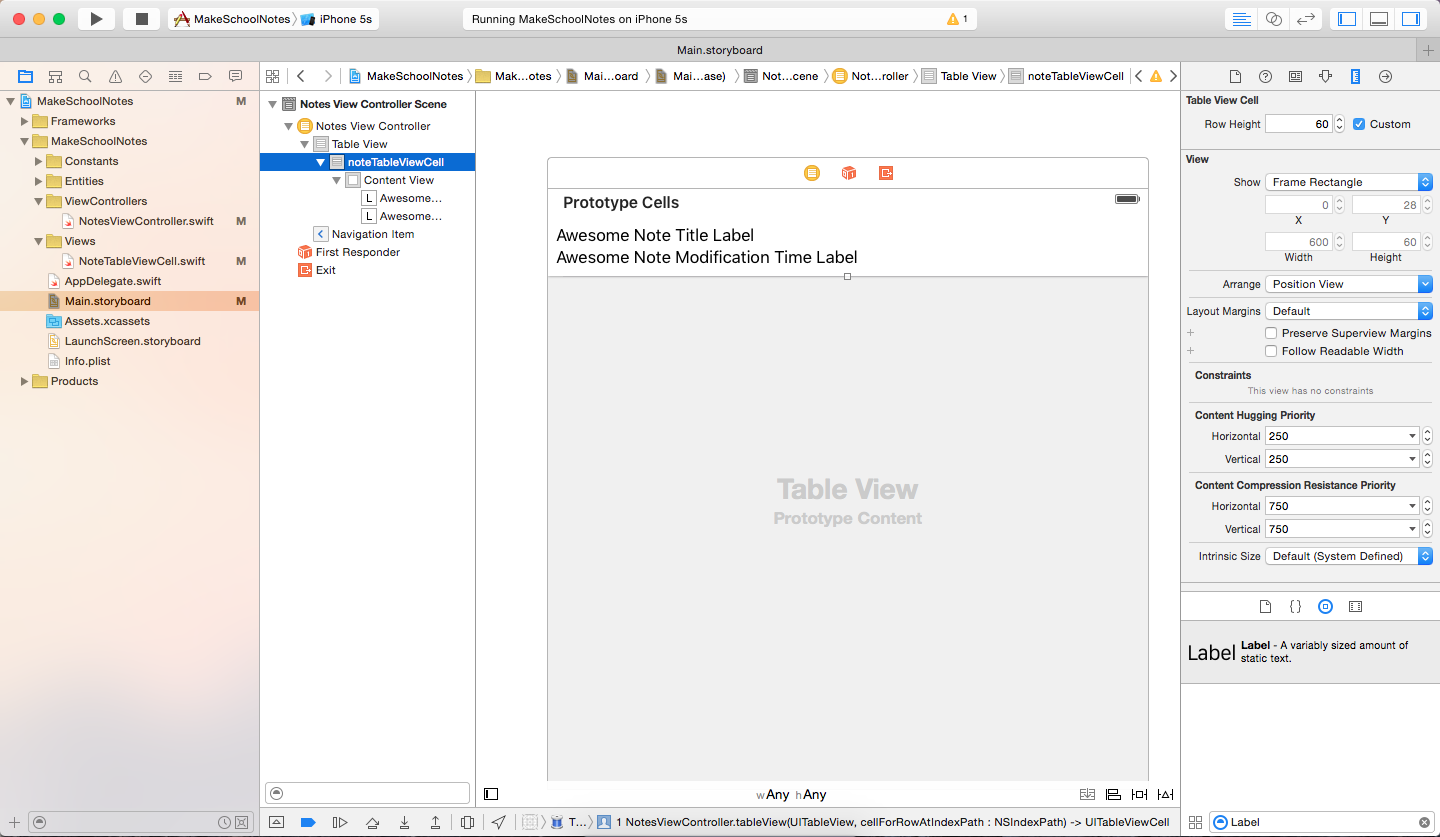 MakeSchoolNotes iPhone 5s
Running MakeSchoolNotes on iPhone 5s
1
Main.storyboard
MakeSchoolNotes Mak...otes Mai...oard Mai...ase) Not...cene Not...roller Table View noteTableViewCell
MakeSchoolNotes M
Frameworks
MakeSchoolNotes
Constants
Entities
ViewControllers
NotesViewController.swift M
Views
NoteTableViewCell.swift M
AppDelegate.swift
Main.storyboard M
Assets.xcassets
LaunchScreen.storyboard
Info.plist
Products
Notes View Controller Scene
Notes View Controller
Table View
noteTableViewCell
Content View
L Awesome...
L Awesome...
Navigation Item
First Responder
Exit
Prototype Cells
Awesome Note Title Label
Awesome Note Modification Time Label
Table View
Prototype Content
wAny hAny
1 NotesViewController.tableView(UITableView, cellForRowAtIndexPath : NSIndexPath) -> UITableViewCell
T...
Table View Cell
Row Height 60 Custom
View
Show Frame Rectangle
0 28
X Y
600 60
Width Height
Arrange Position View
Layout Margins Default
+ Preserve Superview Margins
+ Follow Readable Width
Constraints
This view has no constraints
Content Hugging Priority
Horizontal 250
Vertical 250
Content Compression Resistance Priority
Horizontal 750
Vertical 750
Intrinsic Size Default (System Defined)
{ }
Label Label - A variably sized amount of
static text.
Label